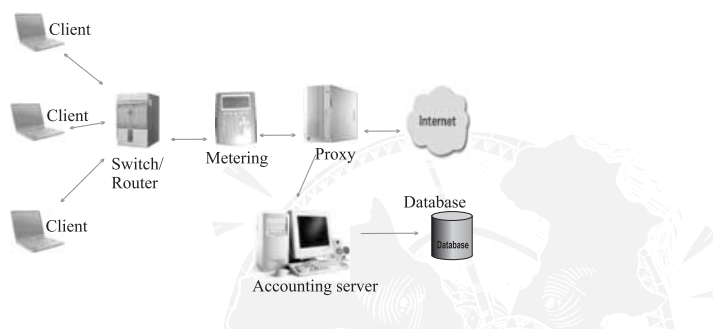 Client
Client
Client
Switch/
Router
Metering
Proxy
Internet
Database
Database
Accounting server